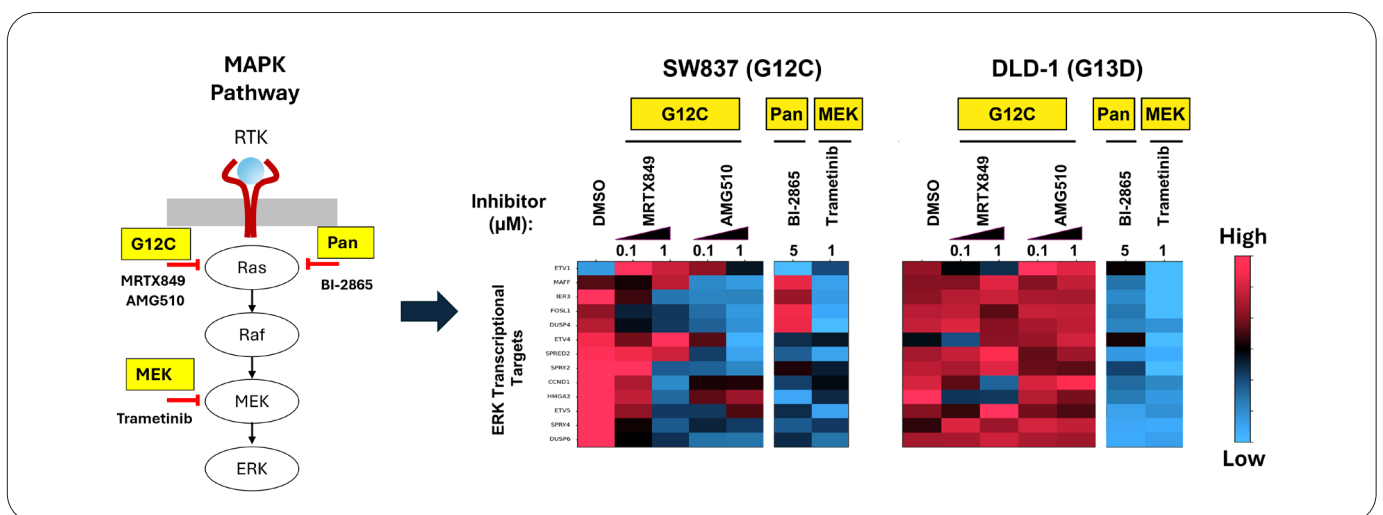 MAPK
Pathway
RTK
G12C
Pan
Ras
MRTX849
AMG510
BI-2865
Raf
MEK
MEK
Trametinib
ERK
SW837 (G12C)
G12C
Pan
MEK
Inhibitor
(µM):
DMSO
MRTX849
AMG510
BI-2865
Trametinib
0.1 1 0.1 1 5 1
ERK Transcriptional
Targets
ETV1
MAFF
IER3
FOSL1
DUSP4
ETV4
SPRED2
SPRY2
CCND1
HMGA2
ETV5
SPRY4
DUSP6
DLD-1 (G13D)
G12C
Pan
MEK
DMSO
MRTX849
AMG510
BI-2865
Trametinib
0.1 1 0.1 1 5 1
High
Low